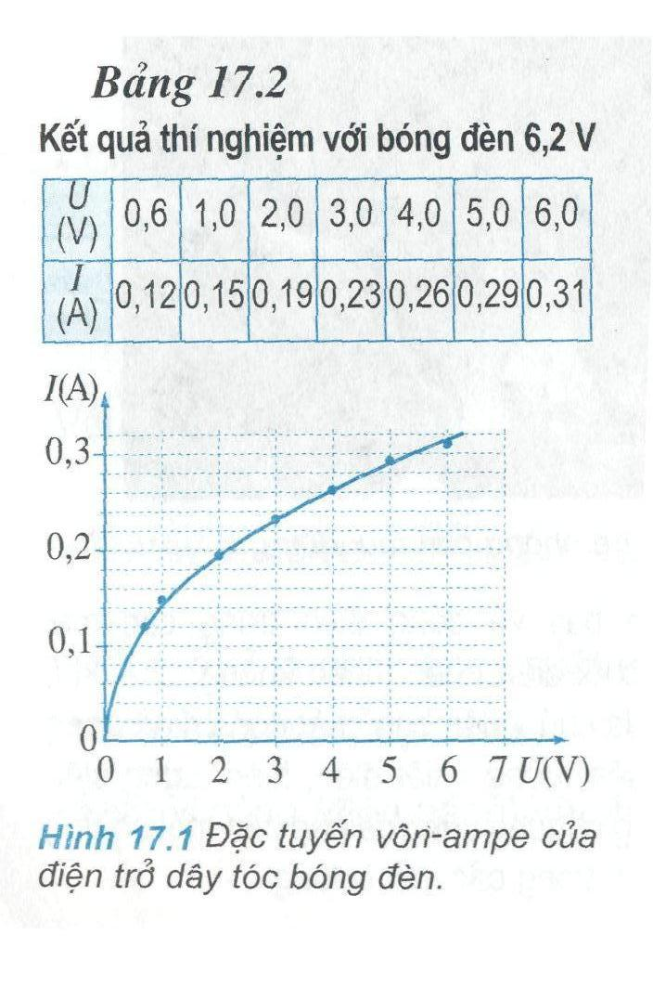 Bảng 17.2
Kết quả thí nghiệm với bóng đèn 6,2 V
U (V) 0,6 1,0 2,0 3,0 4,0 5,0 6,0
I (A) 0,12 0,15 0,19 0,23 0,26 0,29 0,31
I(A)
0,3
0,2
0,1
0
0 1 2 3 4 5 6 7 U(V)
Hình 17.1 Đặc tuyến vôn-ampe của
điện trở dây tóc bóng đèn.